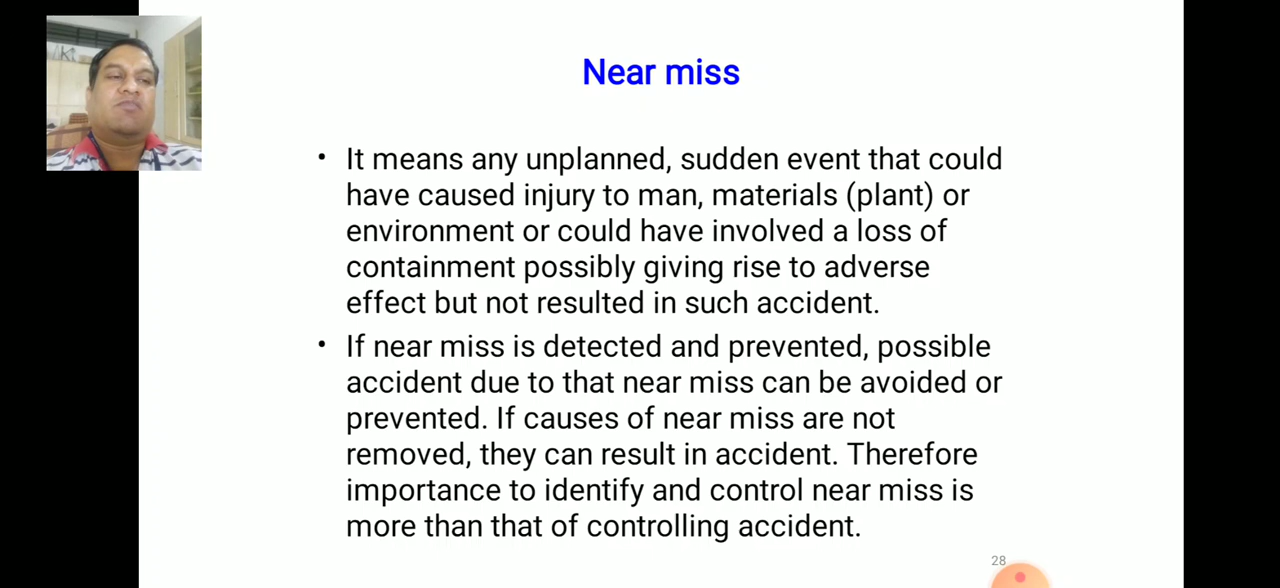 Near miss
• It means any unplanned, sudden event that could
have caused injury to man, materials (plant) or
environment or could have involved a loss of
containment possibly giving rise to adverse
effect but not resulted in such accident.
• If near miss is detected and prevented, possible
accident due to that near miss can be avoided or
prevented. If causes of near miss are not
removed, they can result in accident. Therefore
importance to identify and control near miss is
more than that of controlling accident.
28